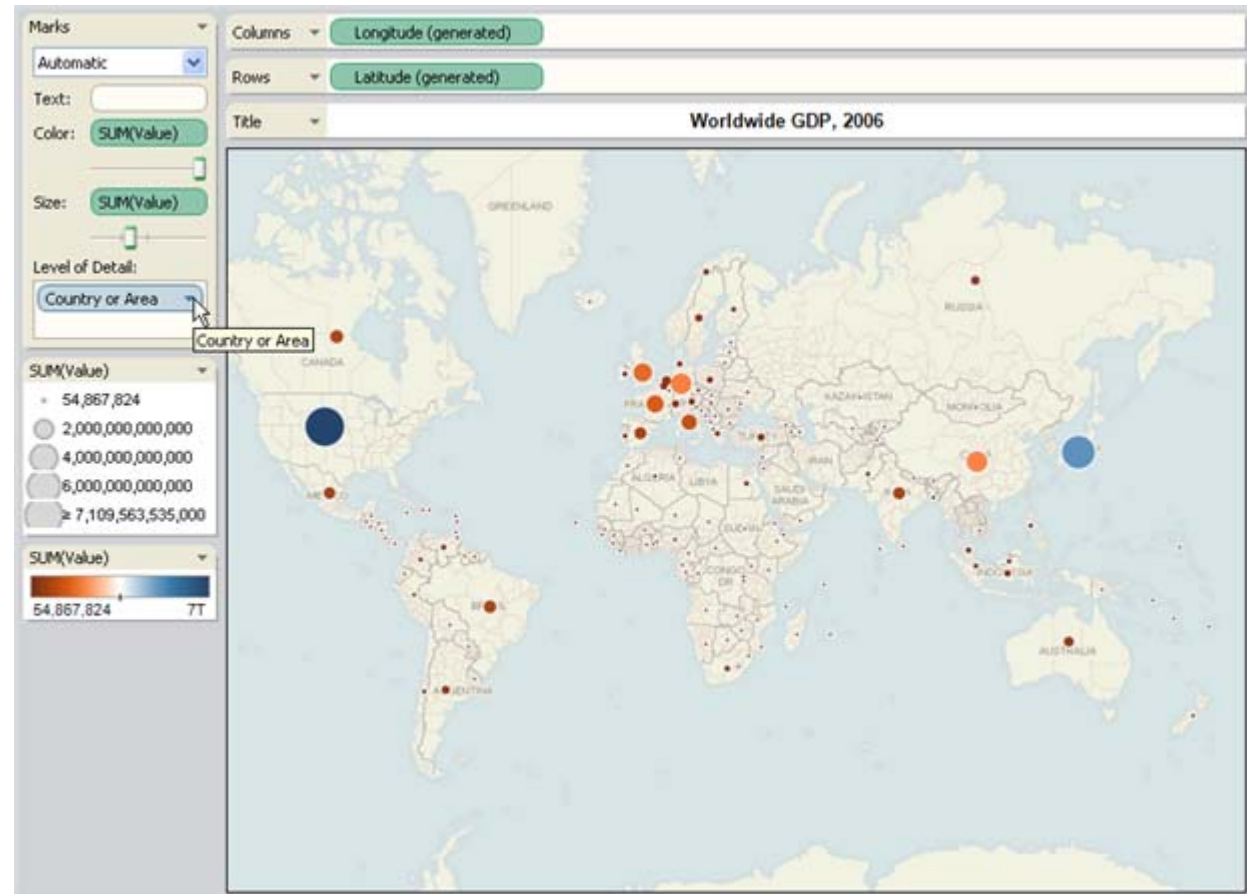 Marks
Automatic
Text:
Color: SUM(Value)
Size: SUM(Value)
Level of Detail:
Country or Area
Country or Area
SUM(Value)
54,867,824
2,000,000,000,000
4,000,000,000,000
6,000,000,000,000
≥ 7,109,563,535,000
SUM(Value)
54,867,824 7T
Columns Longitude (generated)
Rows Latitude (generated)
Title Worldwide GDP, 2006
GREENLAND
RUSSIA
CANADA
KAZAKHSTAN
MONGOLIA
TURKEY
IRAN
ALGERIA
LIBYA
SAUDI
ARABIA
SUDAN
CONGO
DR
INDONESIA
AUSTRALIA
ARGENTINA